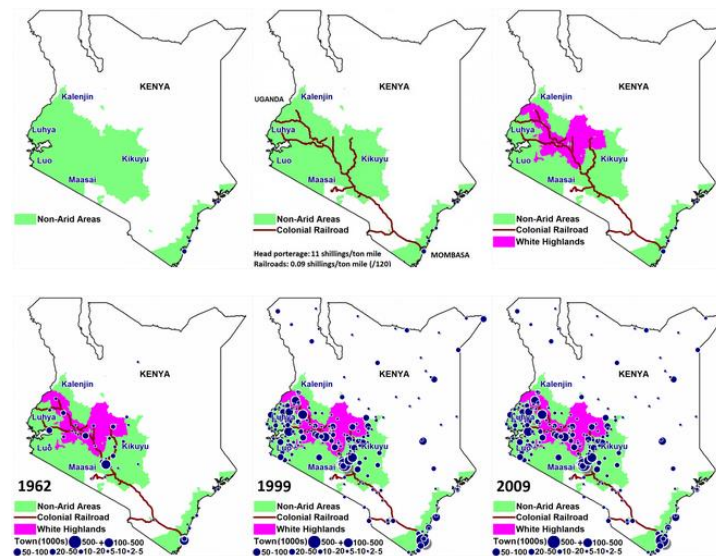 KENYA
Kalenjin
Luhya
Luo
Kikuyu
Maasai
Non-Arid Areas
KENYA
Kalenjin
UGANDA
Luhya
Luo
Kikuyu
Maasai
Non-Arid Areas
Colonial Railroad
Head porterage: 11 shillings/ton mile
Railroads: 0.09 shillings/ton mile (/120)
MOMBASA
KENYA
Kalenjin
Luhya
Luo
Kikuyu
Maasai
Non-Arid Areas
Colonial Railroad
White Highlands
KENYA
Kalenjin
Luhya
Luo
Kikuyu
Maasai
1962
Non-Arid Areas
Colonial Railroad
White Highlands
Town(1000s) 500- 100-500
50-100 20-50 10-20 5-10 2-5
KENYA
Kalenjin
Luhya
Kikuyu
Maasai
1999
Non-Arid Areas
Colonial Railroad
White Highlands
Town(1000s) 500- 100-500
50-100 20-50 10-20 5-10 2-5
KENYA
Kalenjin
Luhya
Kikuyu
Maasai
2009
Non-Arid Areas
Colonial Railroad
White Highlands
Town(1000s) 500- 100-500
50-100 20-50 10-20 5-10 2-5